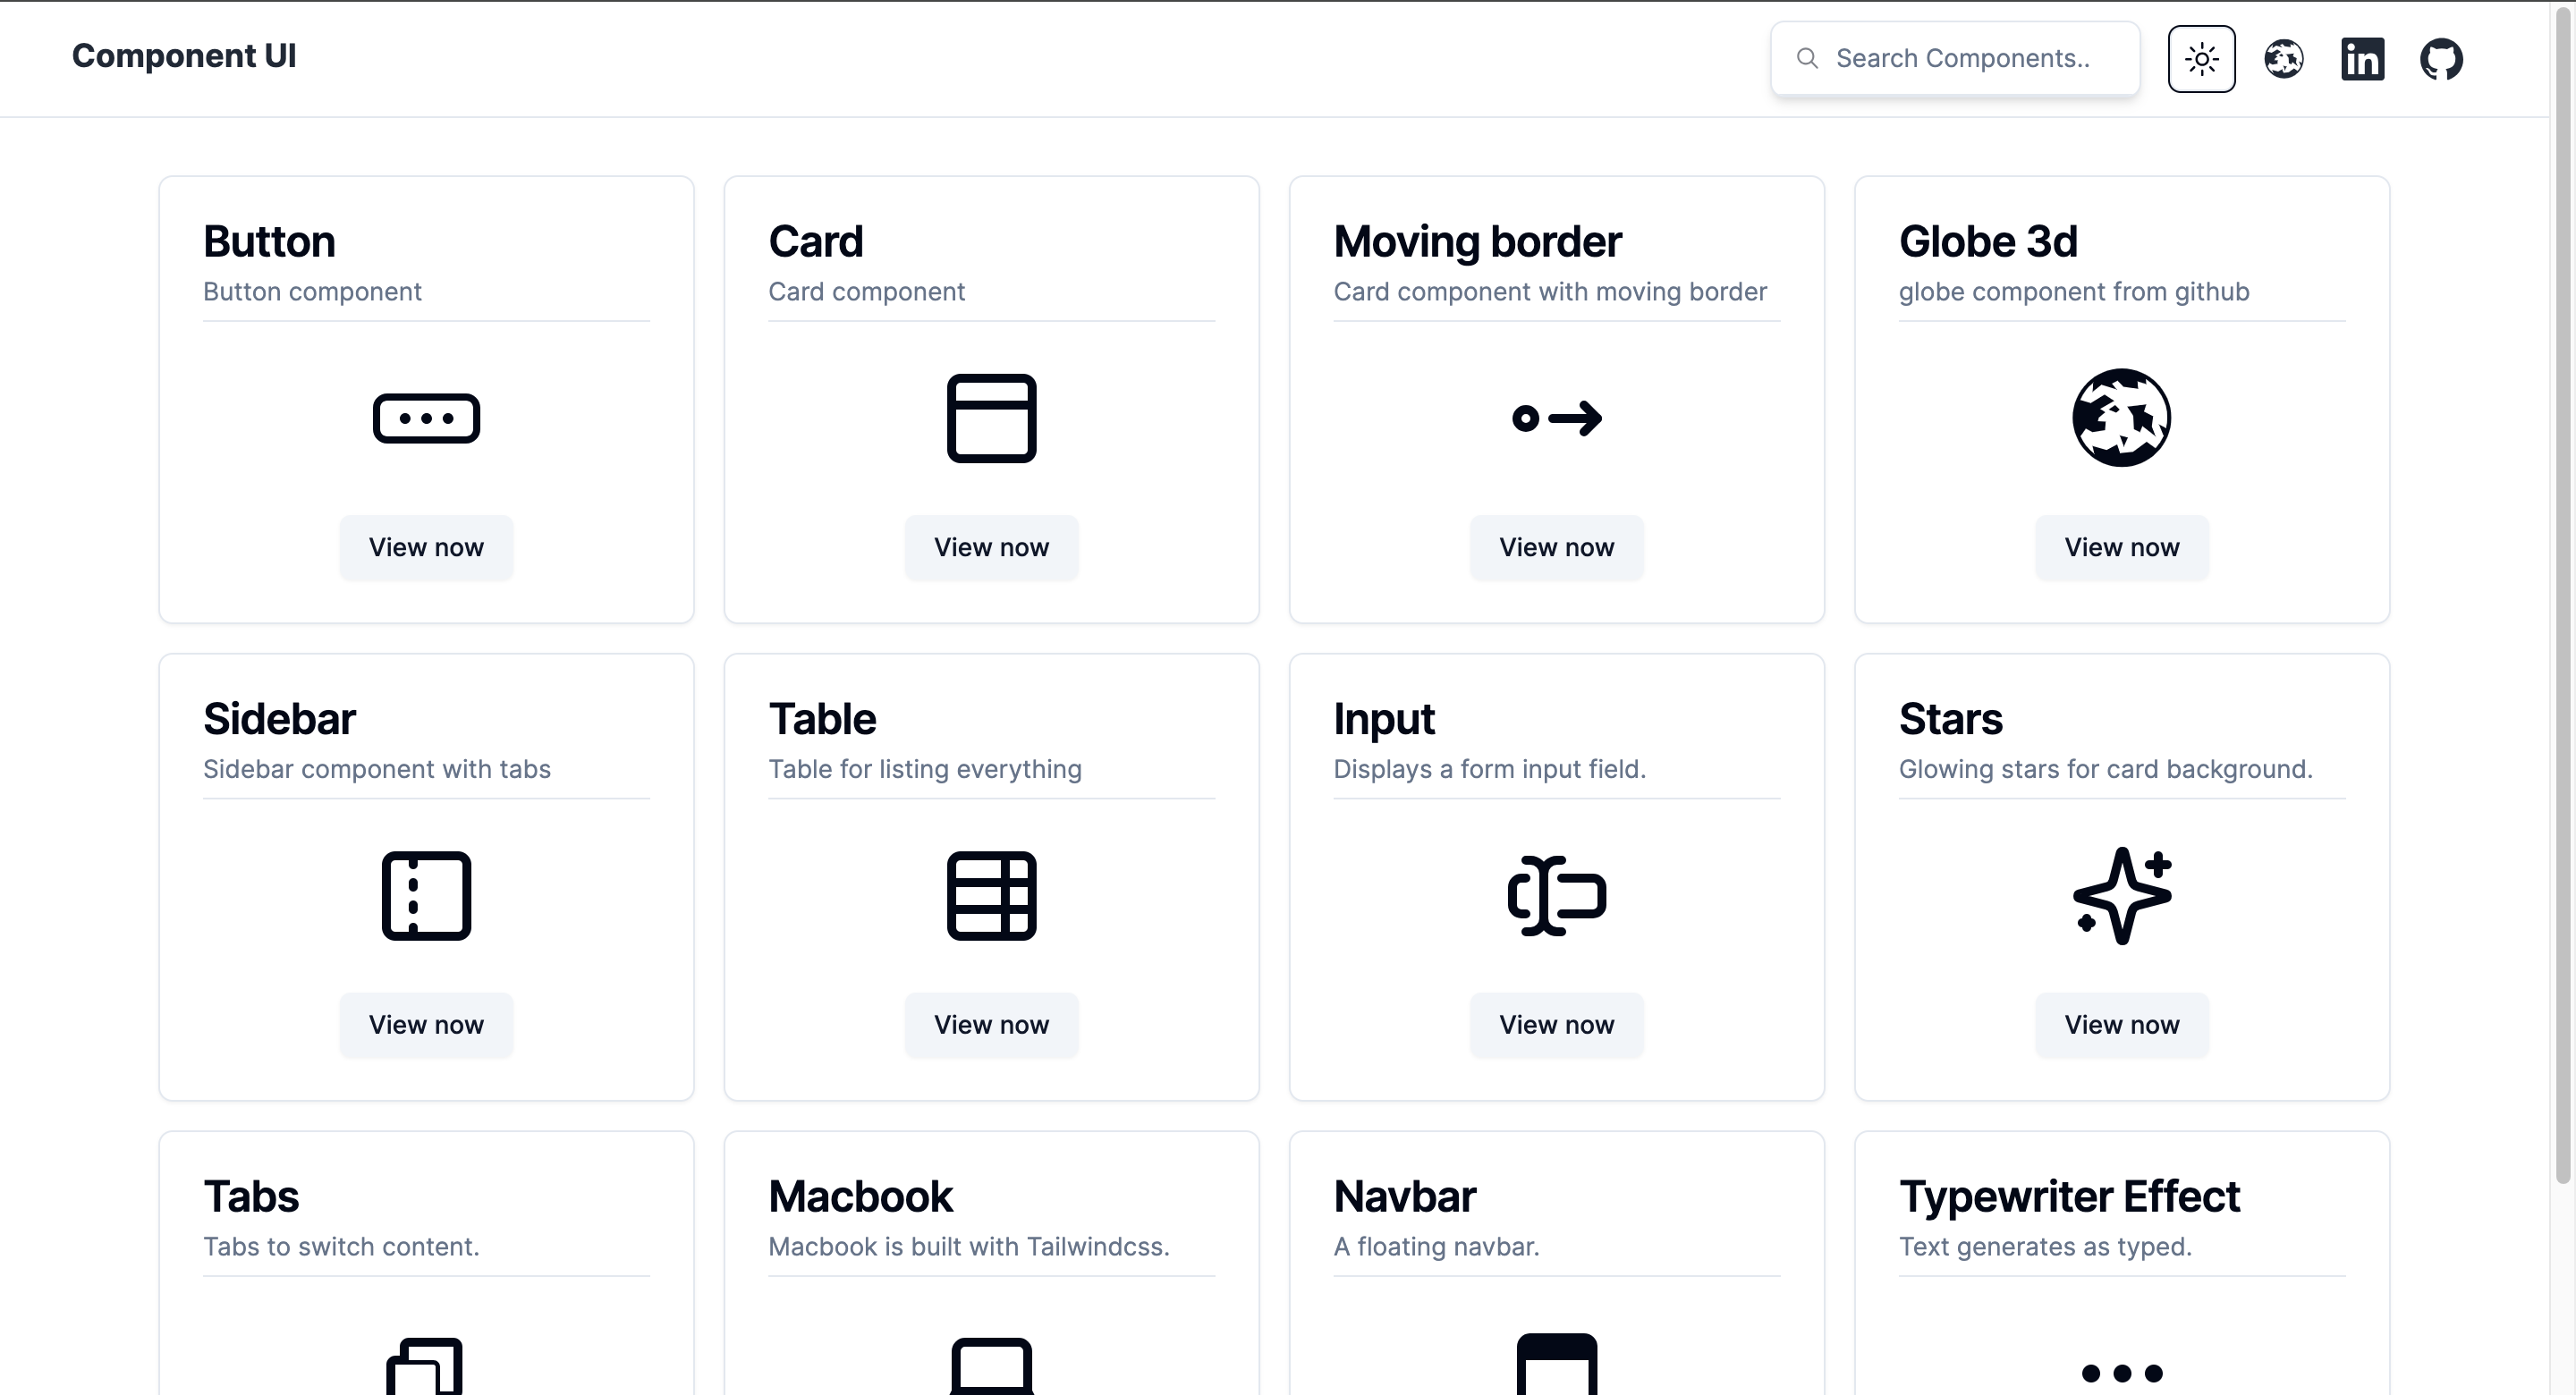 Component UI
Search Components..
Button
Button component
View now
Card
Card component
View now
Moving border
Card component with moving border
View now
Globe 3d
globe component from github
View now
Sidebar
Sidebar component with tabs
View now
Table
Table for listing everything
View now
Input
Displays a form input field.
View now
Stars
Glowing stars for card background.
View now
Tabs
Tabs to switch content.
Macbook
Macbook is built with Tailwindcss.
Navbar
A floating navbar.
Typewriter Effect
Text generates as typed.